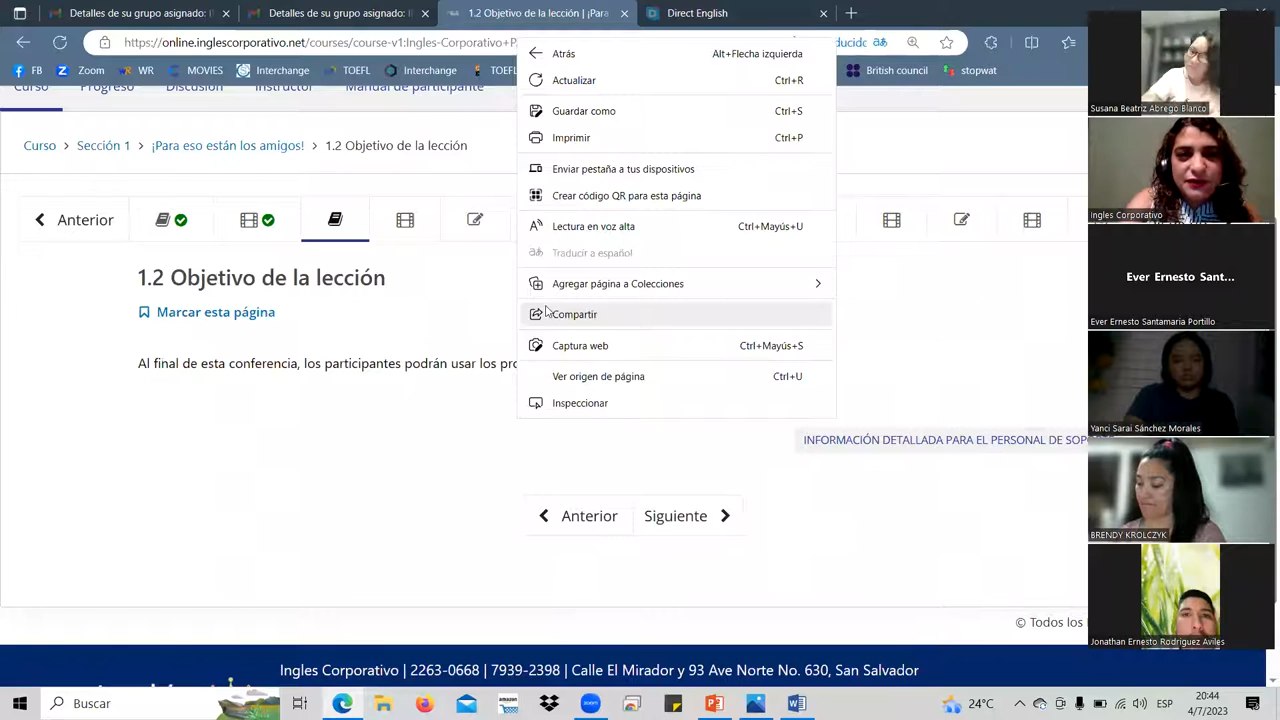 Detalles de su grupo asignado |
Detalles de su grupo asignado (E
1.2 Objetivo de la lección | ¡Para
Direct English
https://online.inglescorporativo.net/courses/course-v1:Ingles-Corporativo+P
FB
Zoom
WR
MOVIES
Interchange
TOEFL
Interchange
TOEFL
British council
stopwat
Curso
Progreso
Discusión
Instructor
Manual de participante
Curso > Sección 1 > ¡Para eso están los amigos! > 1.2 Objetivo de la lección
Anterior
1.2 Objetivo de la lección
Marcar esta página
Al final de esta conferencia, los participantes podrán usar los pro
Atrás Alt+Flecha izquierda
Actualizar Ctrl+R
Guardar como Ctrl+S
Imprimir Ctrl+P
Enviar pestaña a tus dispositivos
Crear código QR para esta página
Lectura en voz alta Ctrl+Mayús+U
Traducir a español
Agregar página a Colecciones
Compartir
Captura web Ctrl+Mayús+S
Ver origen de página Ctrl+U
Inspeccionar
INFORMACIÓN DETALLADA PARA EL PERSONAL DE SOP
Anterior
Siguiente
© Todos los
Ingles Corporativo | 2263-0668 | 7939-2398 | Calle El Mirador y 93 Ave Norte No. 630, San Salvador
Buscar
24°C
ESP
20:44
4/7/2023
Susana Beatriz Abrego Blanco
Ingles Corporativo
Ever Ernesto Sant...
Ever Ernesto Santamaria Portillo
Yanci Sarai Sánchez Morales
BRENDY KROLCZYK
Jonathan Ernesto Rodriguez Aviles